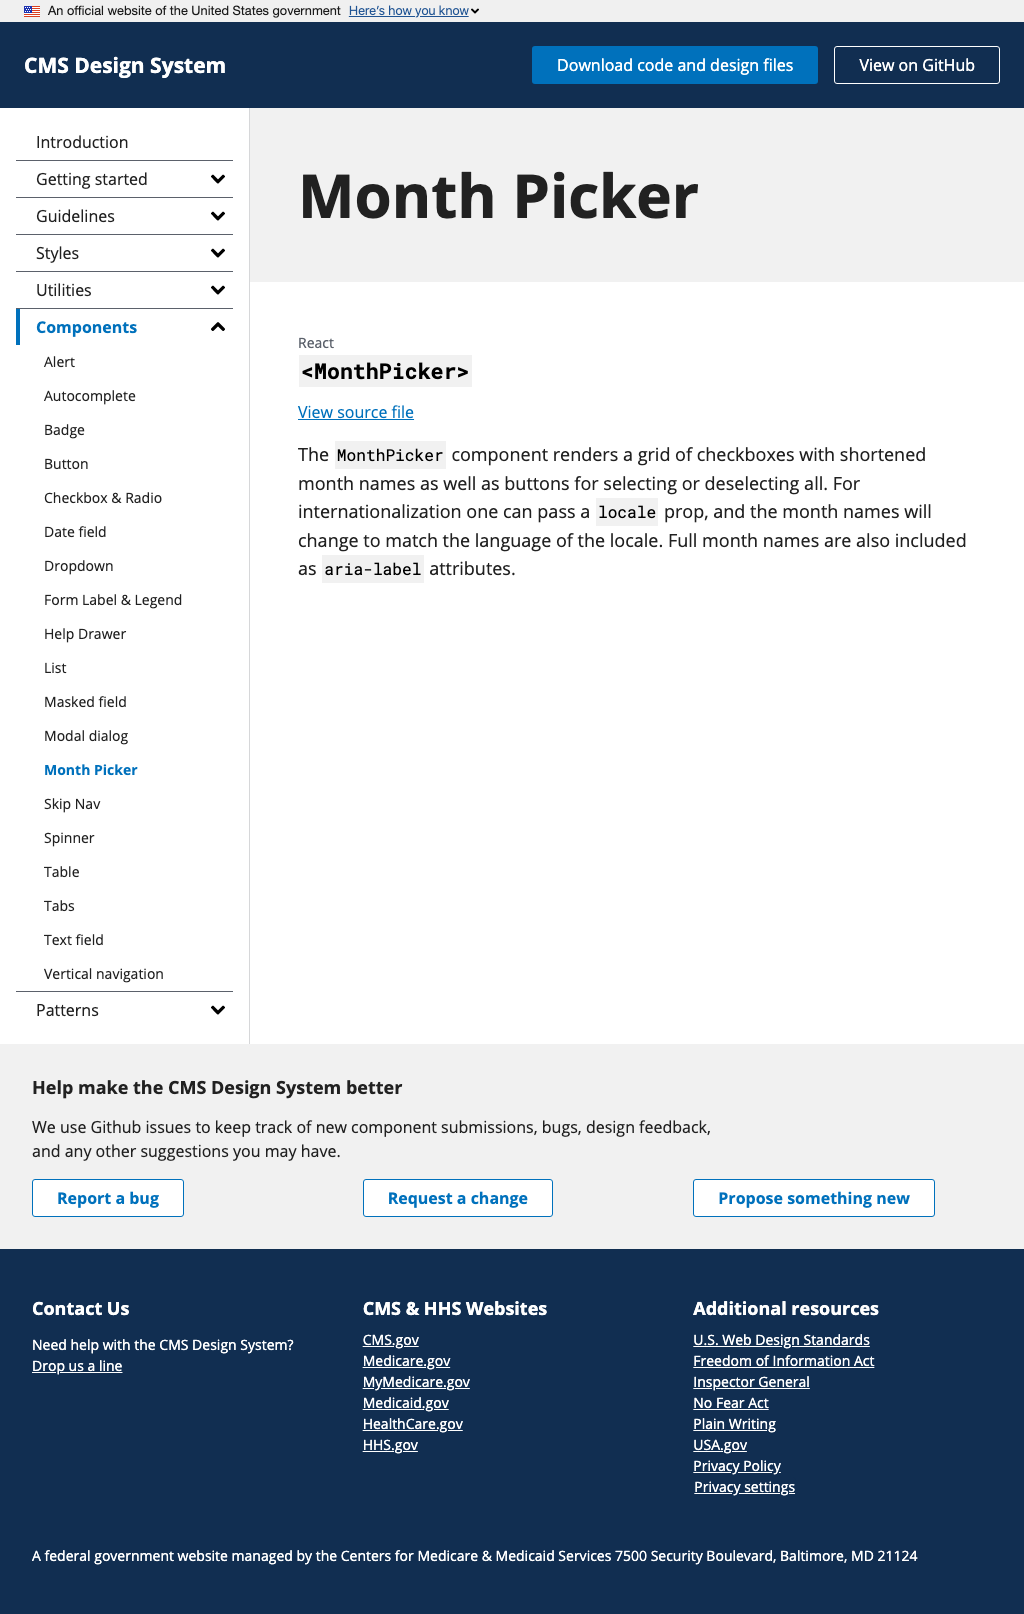 An official website of the United States government Here's how you know
CMS Design System
Download code and design files
View on GitHub
Introduction
Getting started
Guidelines
Styles
Utilities
Components
Alert
Autocomplete
Badge
Button
Checkbox & Radio
Date field
Dropdown
Form Label & Legend
Help Drawer
List
Masked field
Modal dialog
Month Picker
Skip Nav
Spinner
Table
Tabs
Text field
Vertical navigation
Patterns
Month Picker
React
<MonthPicker>
View source file
The MonthPicker component renders a grid of checkboxes with shortened
month names as well as buttons for selecting or deselecting all. For
internationalization one can pass a locale prop, and the month names will
change to match the language of the locale. Full month names are also included
as aria-label attributes.
Help make the CMS Design System better
We use Github issues to keep track of new component submissions, bugs, design feedback,
and any other suggestions you may have.
Report a bug
Request a change
Propose something new
Contact Us
Need help with the CMS Design System?
Drop us a line
CMS & HHS Websites
CMS.gov
Medicare.gov
MyMedicare.gov
Medicaid.gov
HealthCare.gov
HHS.gov
Additional resources
U.S. Web Design Standards
Freedom of Information Act
Inspector General
No Fear Act
Plain Writing
USA.gov
Privacy Policy
Privacy settings
A federal government website managed by the Centers for Medicare & Medicaid Services 7500 Security Boulevard, Baltimore, MD 21124